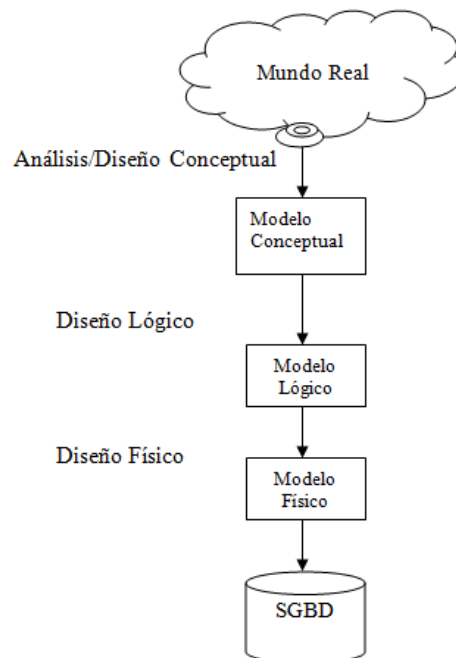 Mundo Real
Análisis/Diseño Conceptual
Modelo
Conceptual
Diseño Lógico
Modelo
Lógico
Diseño Físico
Modelo
Físico
SGBD